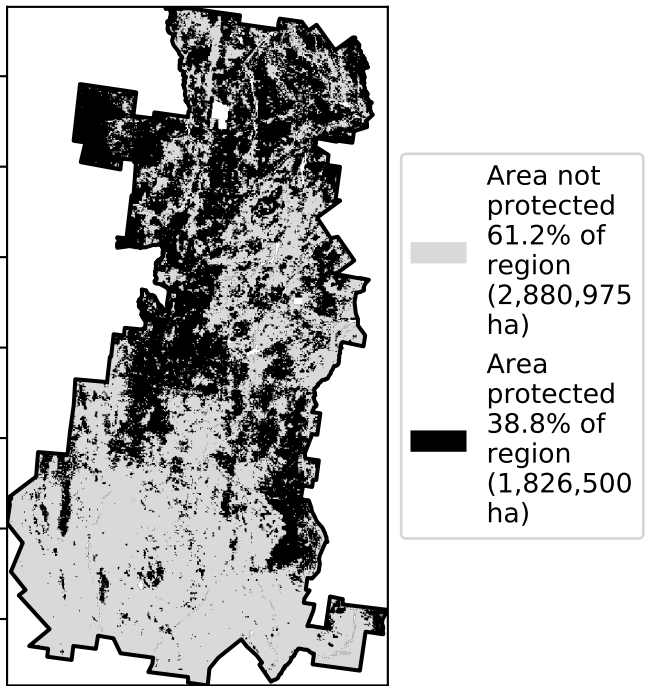 Area not
protected
61.2% of
region
(2,880,975
ha)
Area
protected
38.8% of
region
(1,826,500
ha)